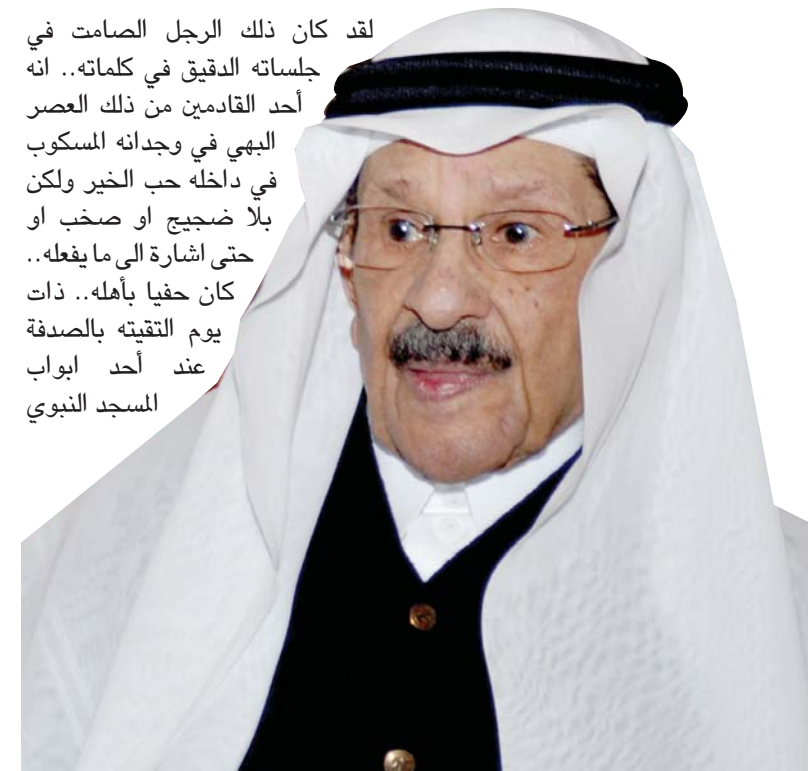 لقد كان ذلك الرجل الصامت في
جلساته الدقيق في كلماته.. انه
أحد القادمين من ذلك العصر
البهي في وجدانه المسكوب
في داخله حب الخير ولكن
بلا ضجيج او صخب او
حتى اشارة الى ما يفعله..
كان حفيا بأهله.. ذات
يوم التقيته بالصدفة
عند أحد ابواب
المسجد النبوي